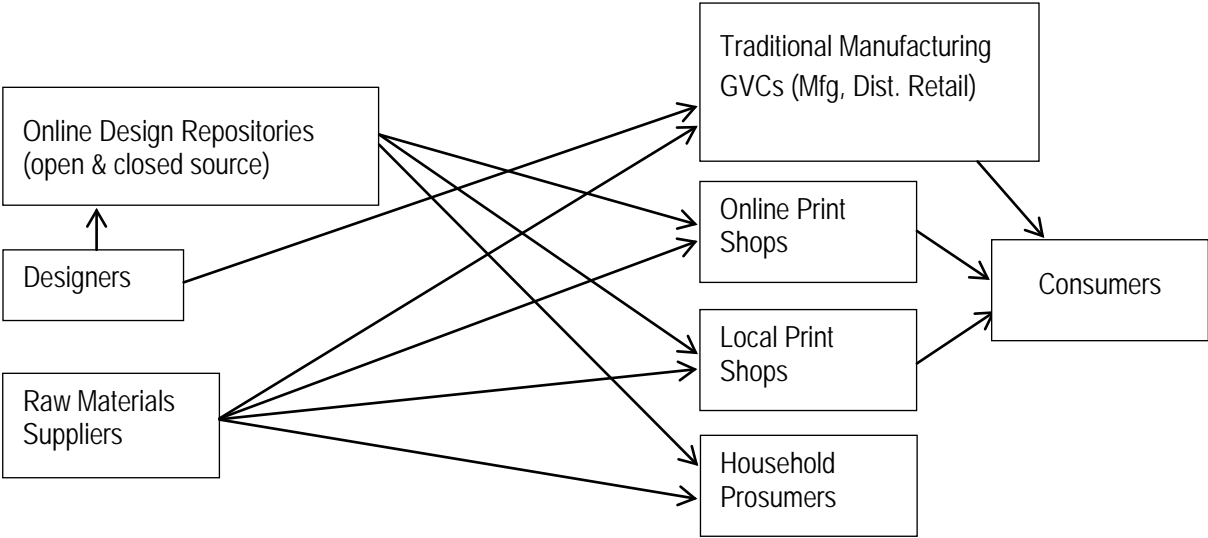 Traditional Manufacturing
GVCs (Mfg, Dist. Retail)
Online Design Repositories
(open & closed source)
Online Print
Shops
Designers
Consumers
Local Print
Shops
Raw Materials
Suppliers
Household
Prosumers